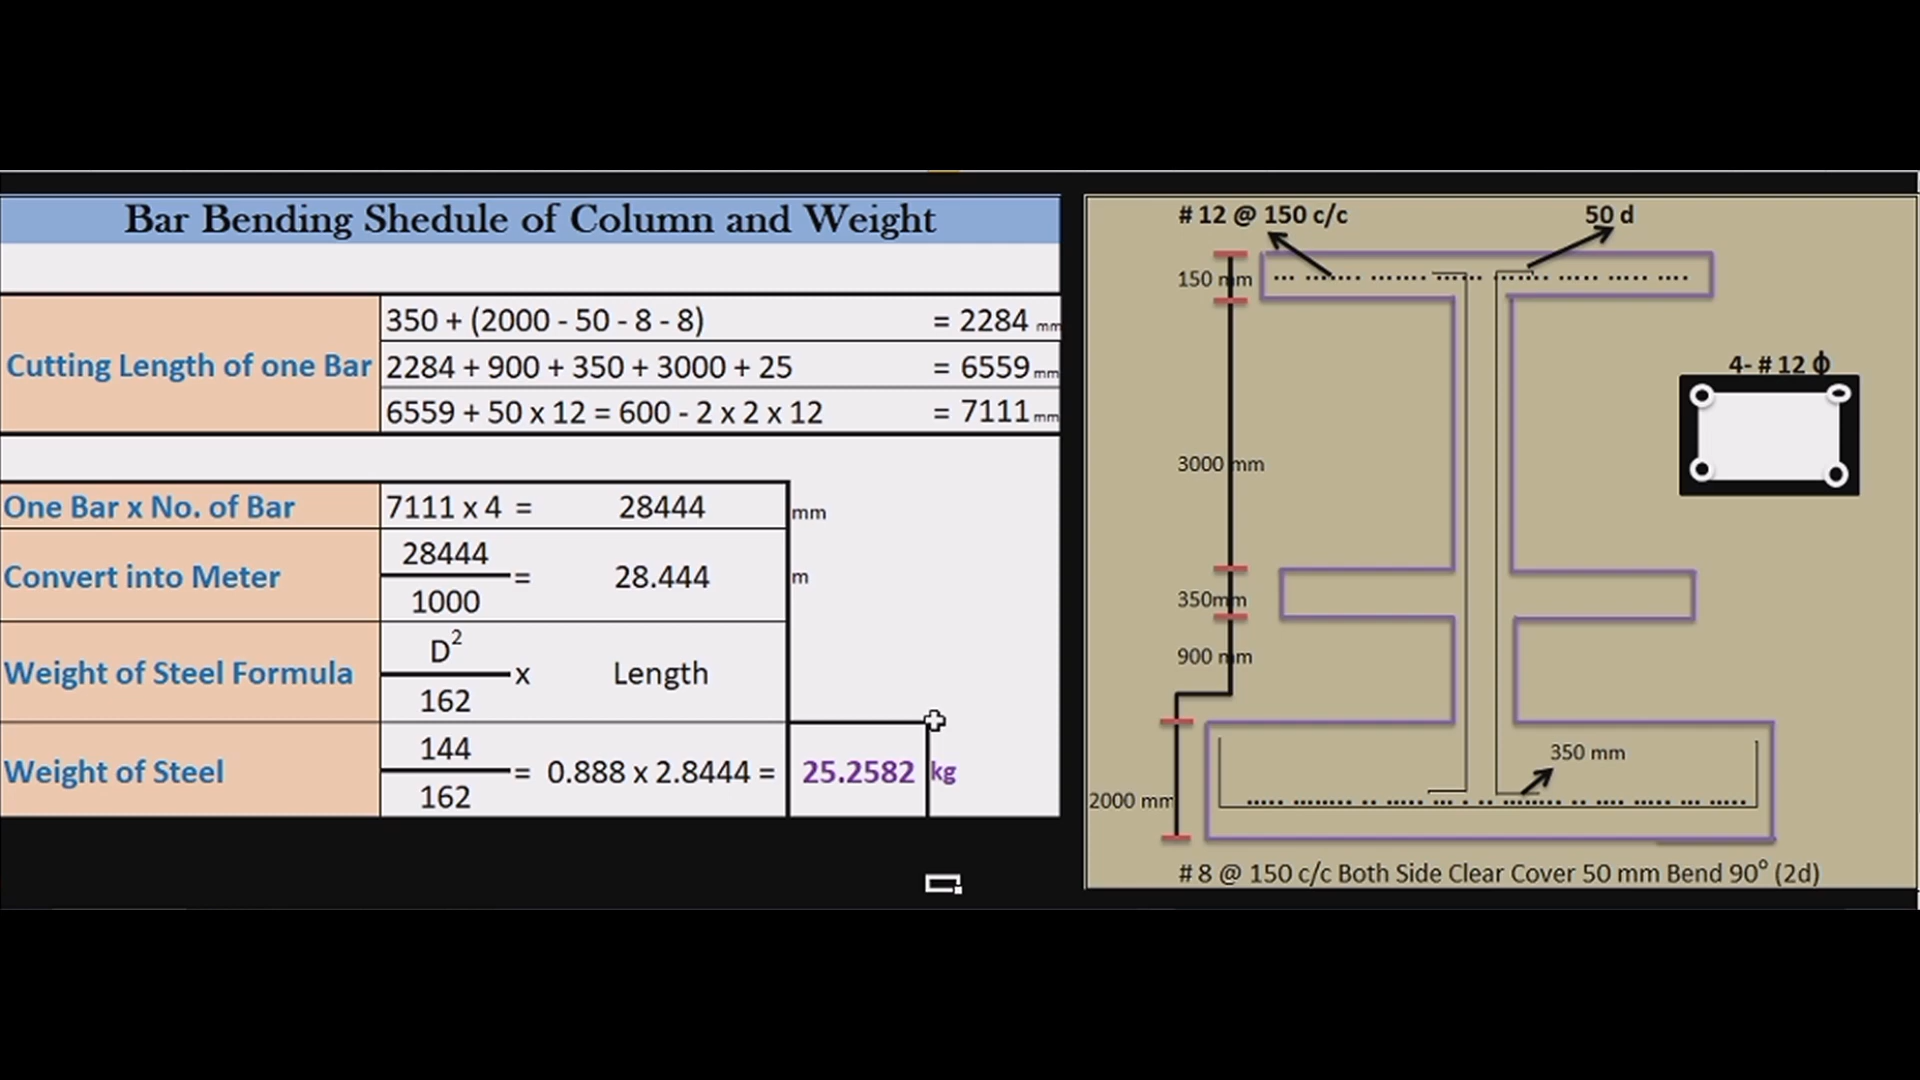 Bar Bending Shedule of Column and Weight
Cutting Length of one Bar
350 + (2000 - 50 - 8 - 8) = 2284 mm
2284 + 900 + 350 + 3000 + 25 = 6559 mm
6559 + 50 x 12 = 600 - 2 x 2 x 12 = 7111 mm
One Bar x No. of Bar 7111 x 4 = 28444 mm
Convert into Meter
28444
1000
= 28.444 m
Weight of Steel Formula
D²
162
x Length
Weight of Steel
144
162
= 0.888 x 2.8444 = 25.2582 kg
# 12 @ 150 c/c
50 d
150 mm
4- # 12 ϕ
3000 mm
350mm
900 mm
350 mm
2000 mm
# 8 @ 150 c/c Both Side Clear Cover 50 mm Bend 90° (2d)